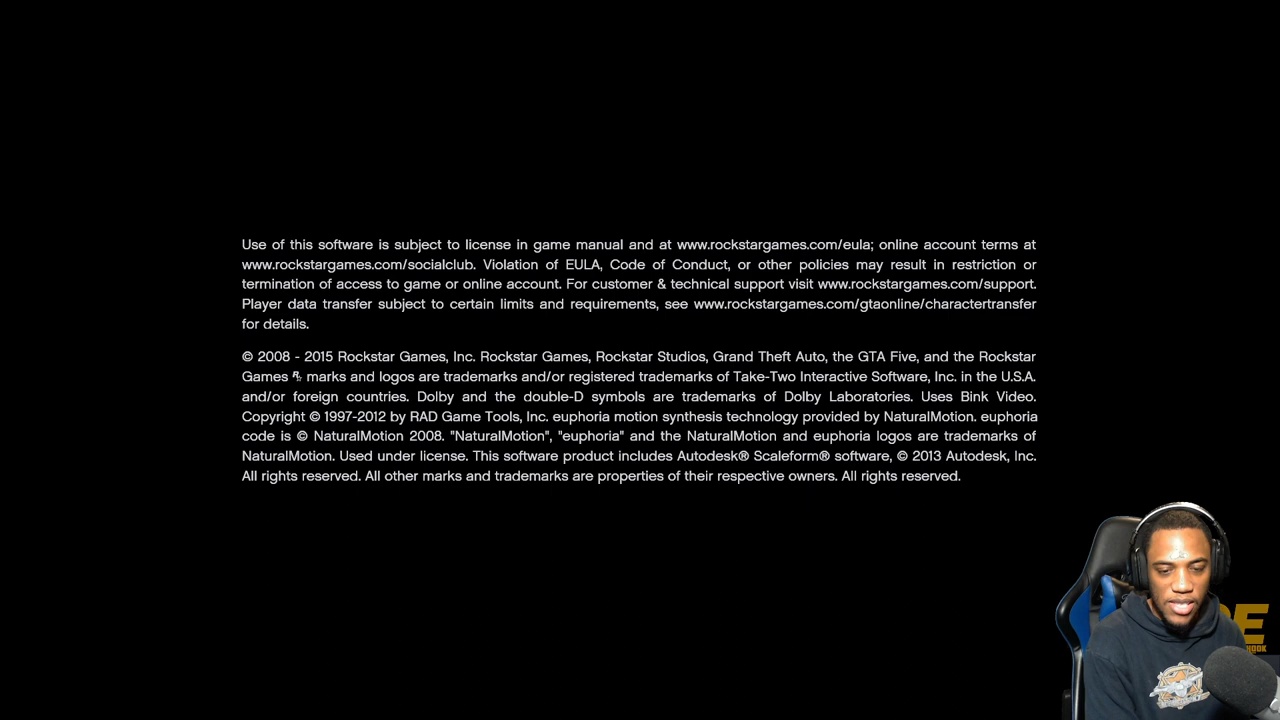 Use of this software is subject to license in game manual and at www.rockstargames.com/eula; online account terms at
www.rockstargames.com/socialclub. Violation of EULA, Code of Conduct, or other policies may result in restriction or
termination of access to game or online account. For customer & technical support visit www.rockstargames.com/support.
Player data transfer subject to certain limits and requirements, see www.rockstargames.com/gtaonline/charactertransfer
for details.
© 2008 - 2015 Rockstar Games, Inc. Rockstar Games, Rockstar Studios, Grand Theft Auto, the GTA Five, and the Rockstar
Games R* marks and logos are trademarks and/or registered trademarks of Take-Two Interactive Software, Inc. in the U.S.A.
and/or foreign countries. Dolby and the double-D symbols are trademarks of Dolby Laboratories. Uses Bink Video.
Copyright © 1997-2012 by RAD Game Tools, Inc. euphoria motion synthesis technology provided by NaturalMotion. euphoria
code is © NaturalMotion 2008. "NaturalMotion", "euphoria" and the NaturalMotion and euphoria logos are trademarks of
NaturalMotion. Used under license. This software product includes Autodesk® Scaleform® software, © 2013 Autodesk, Inc.
All rights reserved. All other marks and trademarks are properties of their respective owners. All rights reserved.